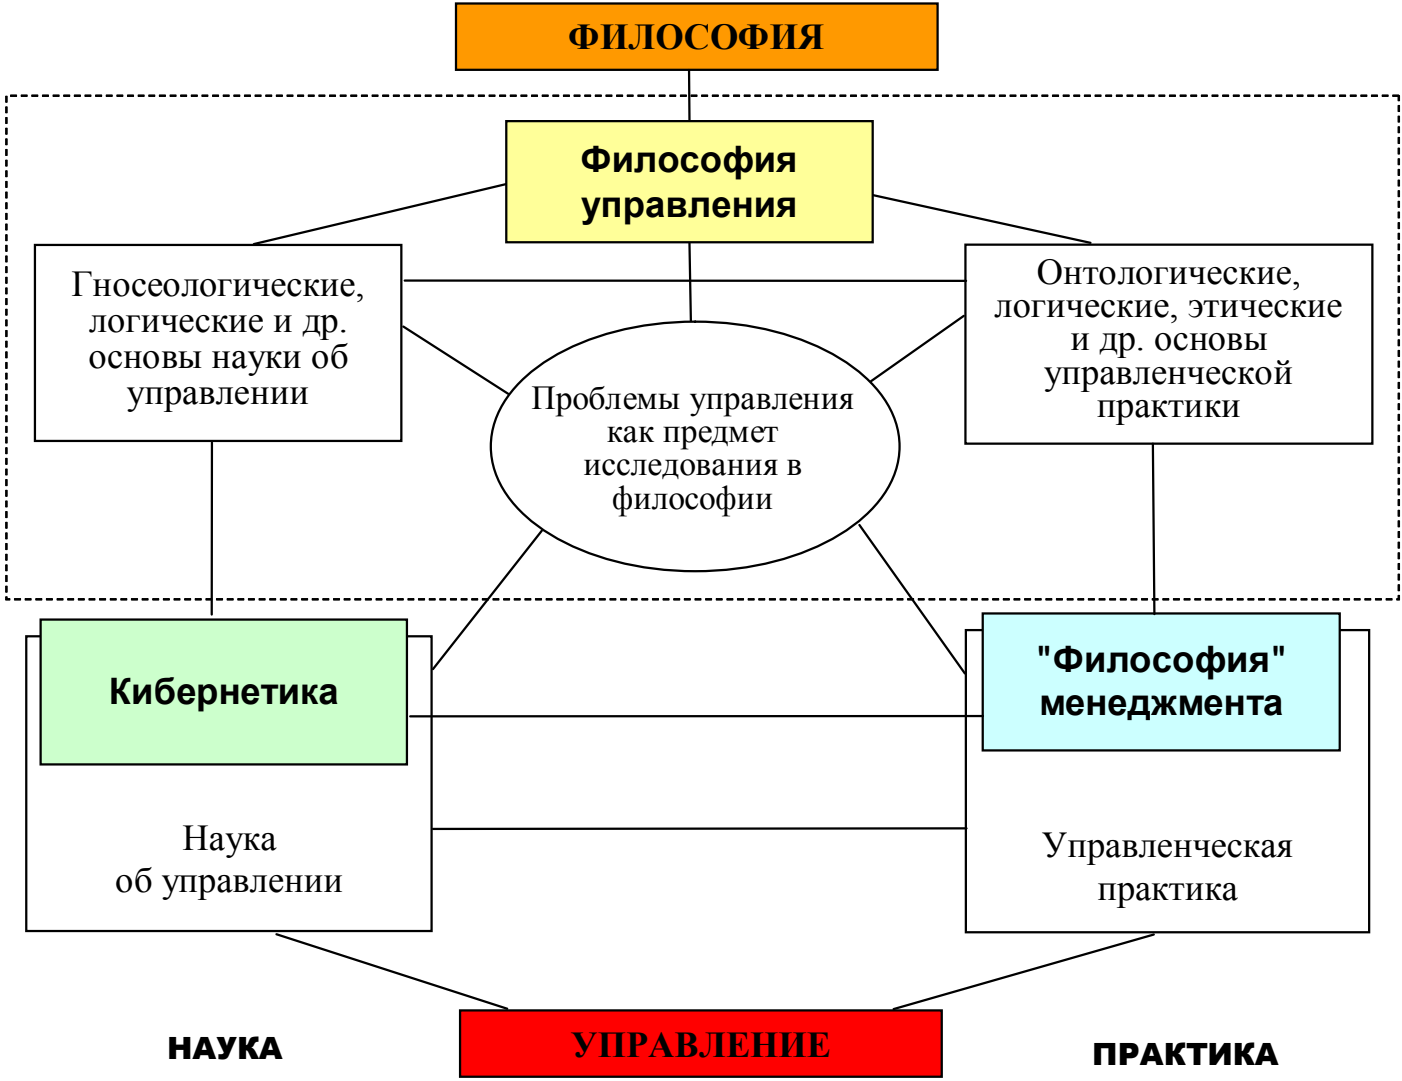 ФИЛОСОФИЯ
Философия
управления
Гносеологические,
логические и др.
основы науки об
управлении
Онтологические,
логические, этические
и др. основы
управленческой
практики
Проблемы управления
как предмет
исследования в
философии
Кибернетика
"Философия"
менеджмента
Наука
об управлении
Управленческая
практика
НАУКА
УПРАВЛЕНИЕ
ПРАКТИКА